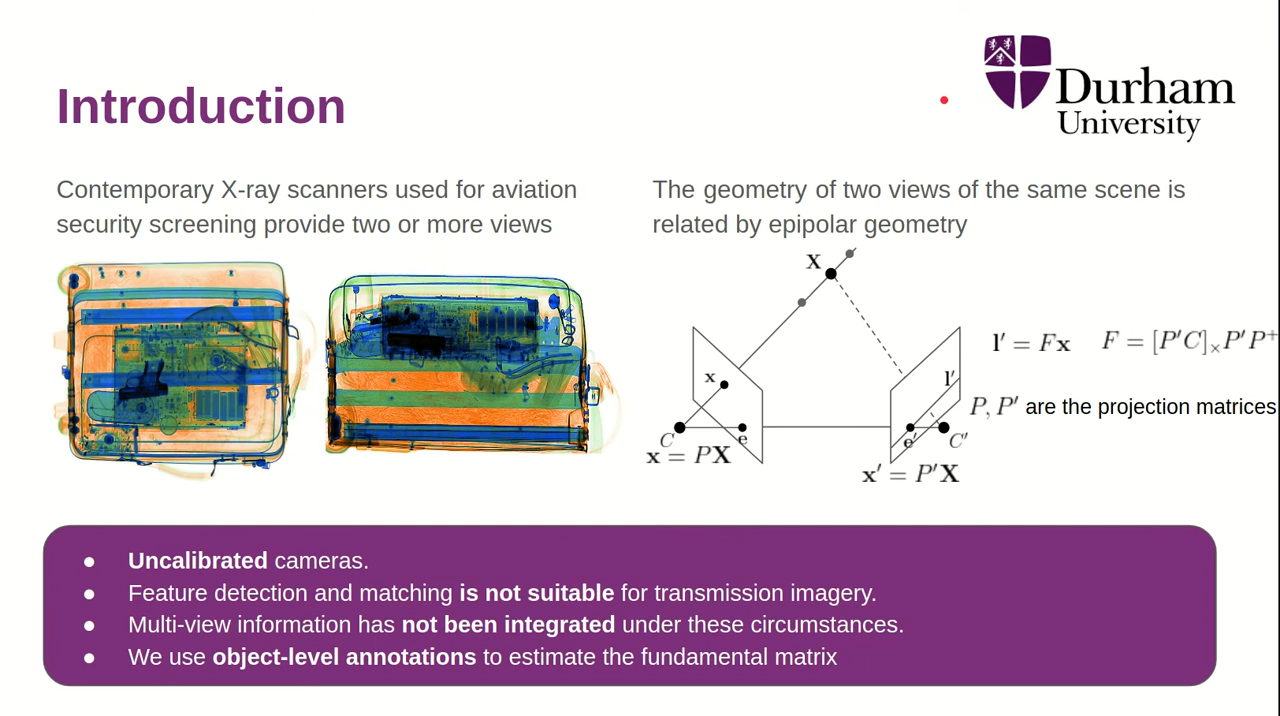 Durham
University
Introduction
Contemporary X-ray scanners used for aviation
security screening provide two or more views
The geometry of two views of the same scene is
related by epipolar geometry
X
x
C
e
x = PX
l′
e′
C′
x′ = P′X
l′ = Fx
F = [P′C]ₓP′P⁺
P, P′ are the projection matrices
● Uncalibrated cameras.
● Feature detection and matching is not suitable for transmission imagery.
● Multi-view information has not been integrated under these circumstances.
● We use object-level annotations to estimate the fundamental matrix